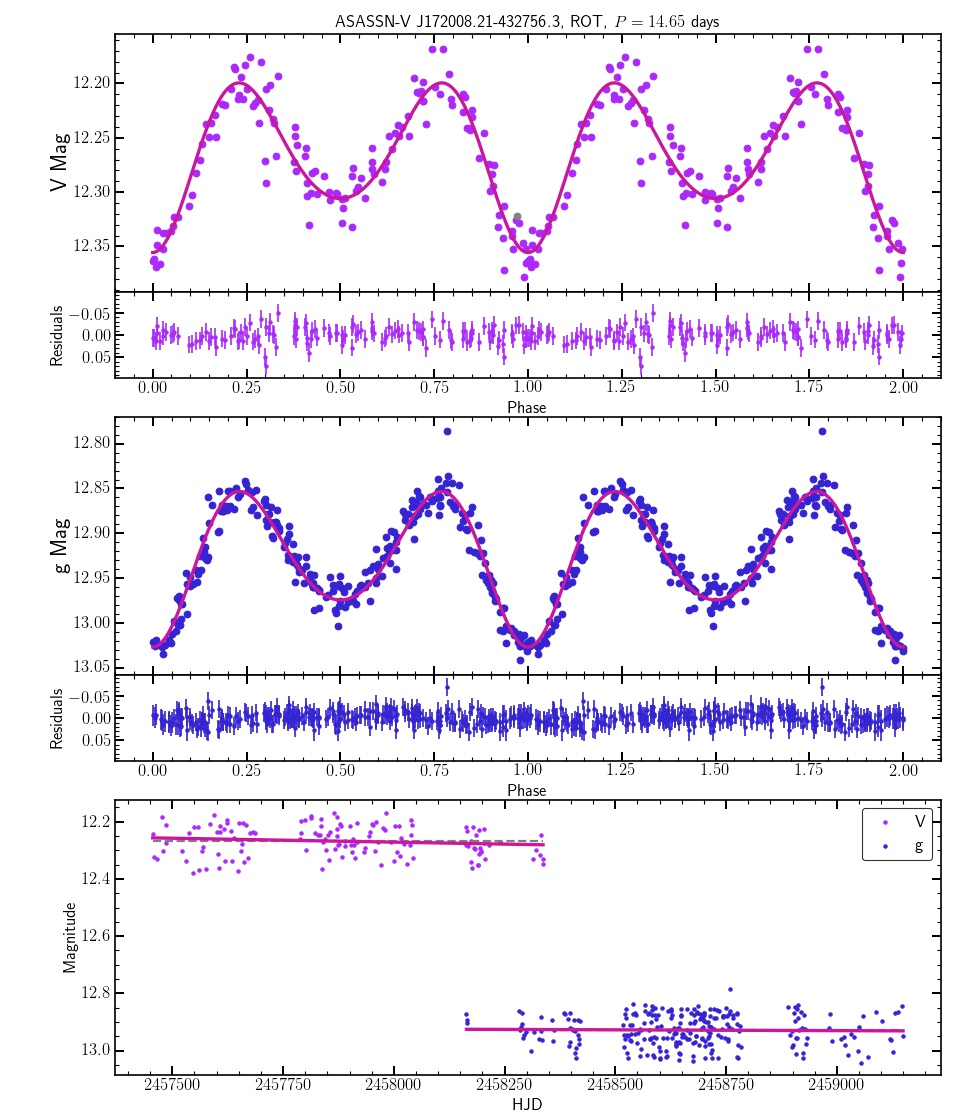 ASASSN-V J172008.21-432756.3, ROT, P = 14.65 days
V Mag
12.20
12.25
12.30
12.35
Residuals
−0.05
0.00
0.05
0.00 0.25 0.50 0.75 1.00 1.25 1.50 1.75 2.00
Phase
g Mag
12.80
12.85
12.90
12.95
13.00
13.05
Residuals
−0.05
0.00
0.05
0.00 0.25 0.50 0.75 1.00 1.25 1.50 1.75 2.00
Phase
Magnitude
12.2
12.4
12.6
12.8
13.0
V
g
2457500 2457750 2458000 2458250 2458500 2458750 2459000
HJD